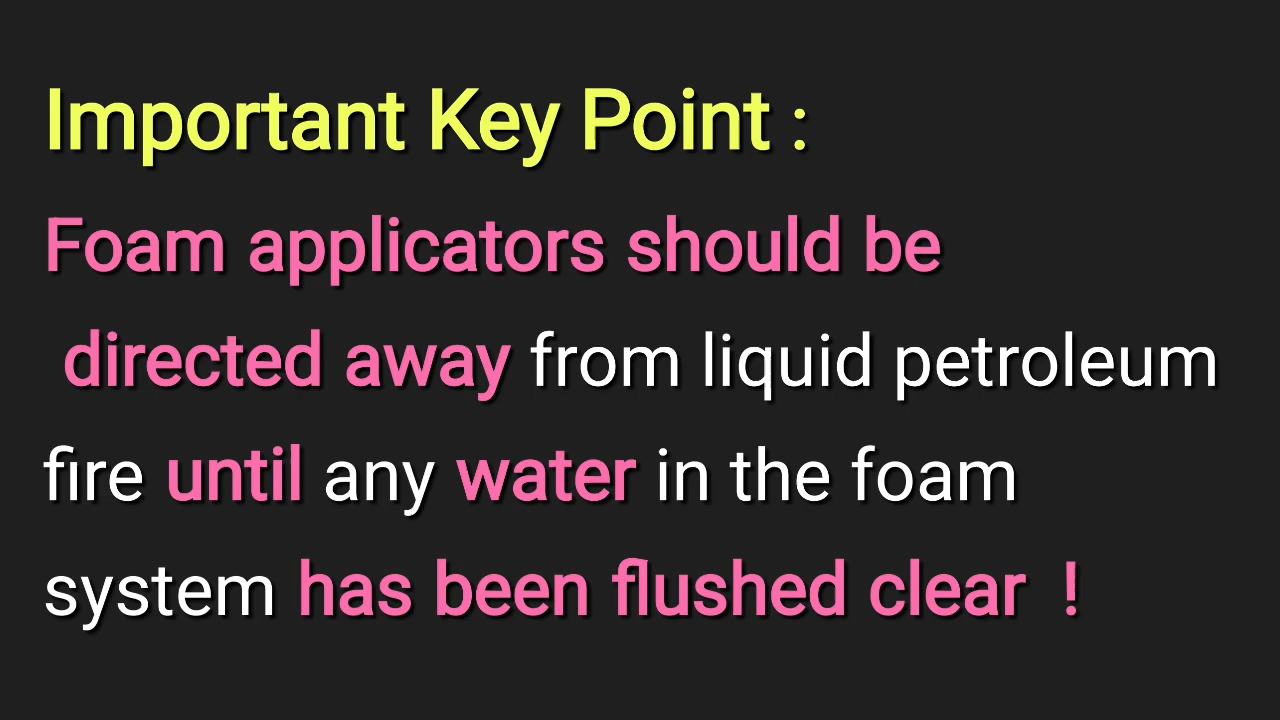 Important Key Point :
Foam applicators should be
directed away from liquid petroleum
fire until any water in the foam
system has been flushed clear !